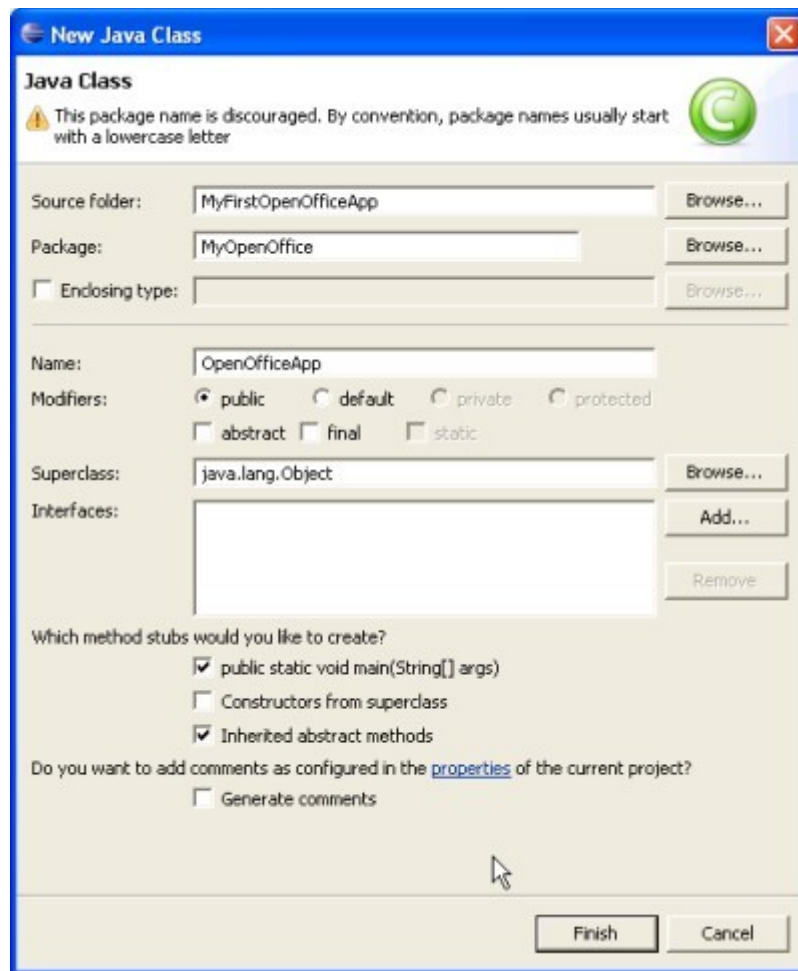 New Java Class
Java Class
This package name is discouraged. By convention, package names usually start
with a lowercase letter
Source folder: MyFirstOpenOfficeApp Browse...
Package: MyOpenOffice Browse...
Enclosing type: Browse...
Name: OpenOfficeApp
Modifiers: public default private protected
abstract final static
Superclass: java.lang.Object Browse...
Interfaces: Add...
Remove
Which method stubs would you like to create?
public static void main(String[] args)
Constructors from superclass
Inherited abstract methods
Do you want to add comments as configured in the properties of the current project?
Generate comments
Finish Cancel